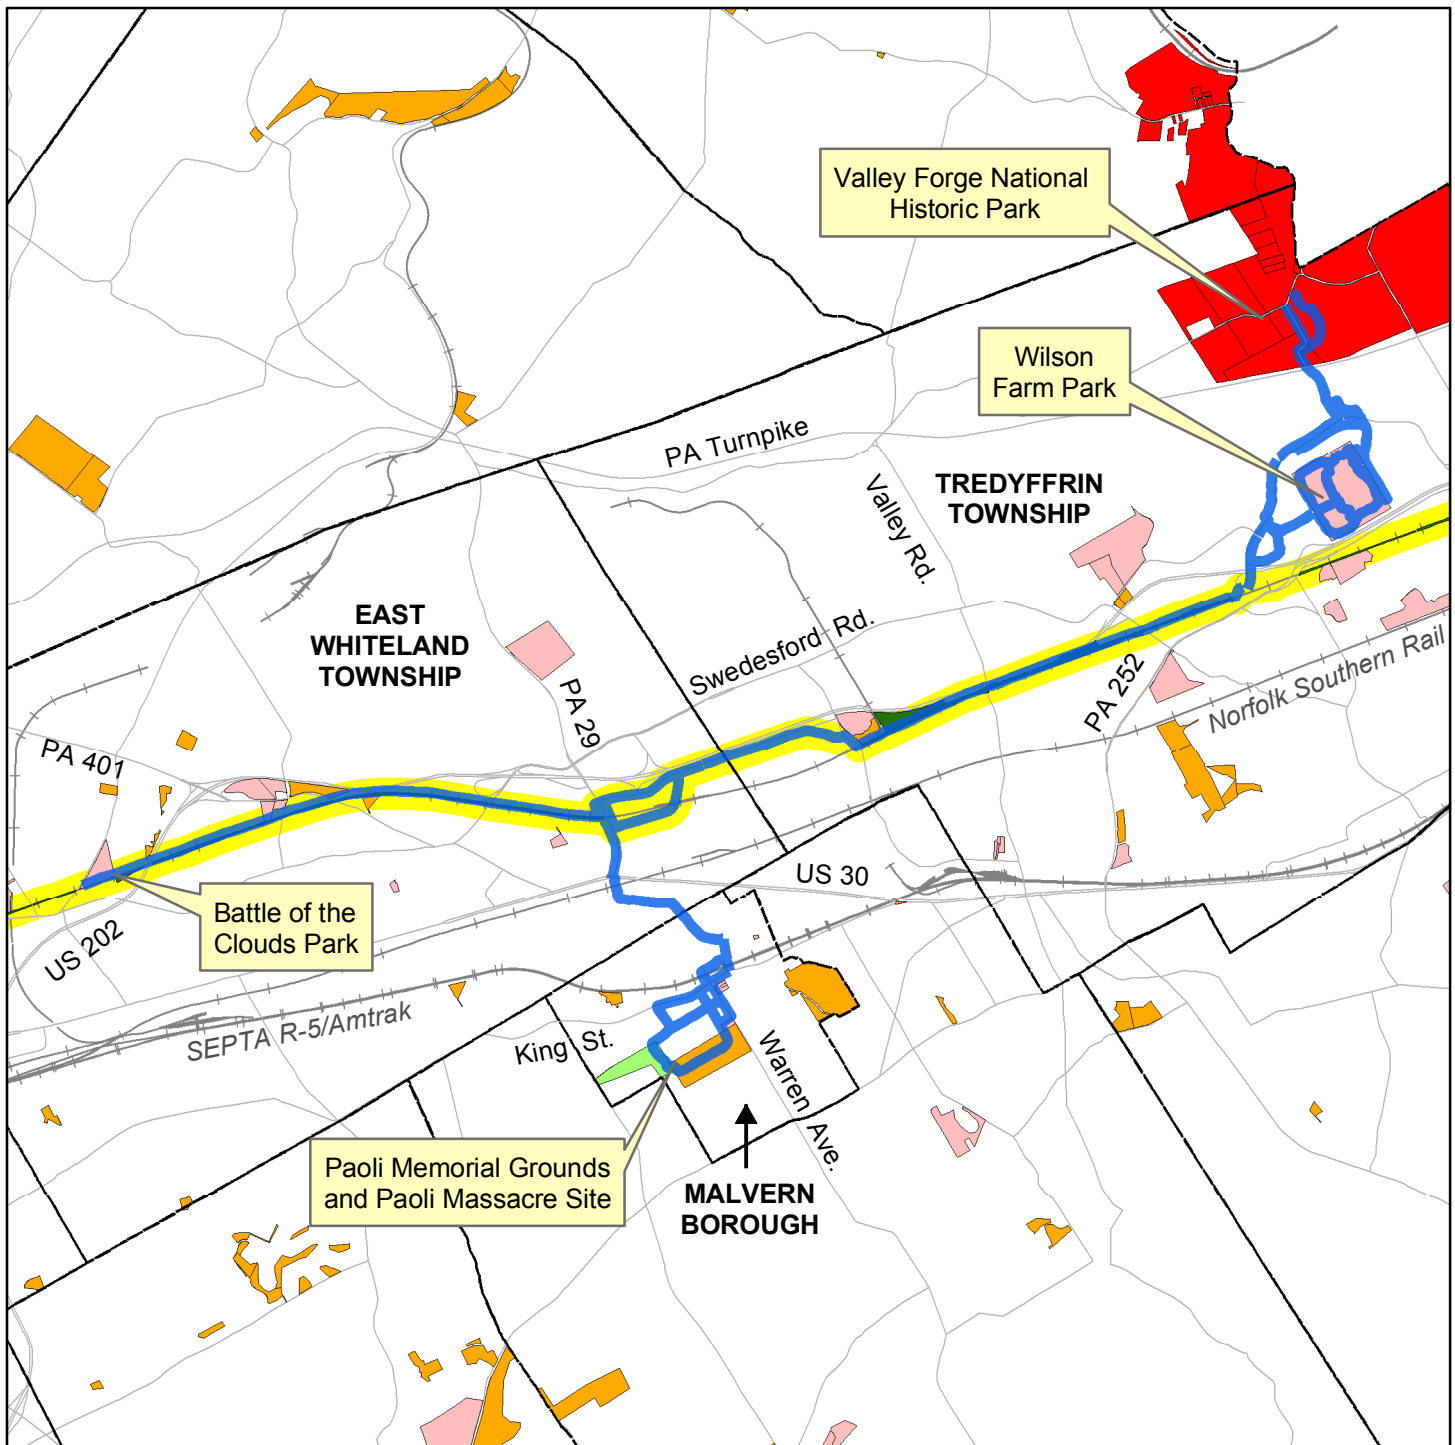 Valley Forge National
Historic Park
Wilson
Farm Park
PA Turnpike
Valley Rd.
TREDYFFRIN
TOWNSHIP
EAST
WHITELAND
TOWNSHIP
Swedesford Rd.
PA 29
PA 252
Norfolk Southern Rail
PA 401
US 30
Battle of the
Clouds Park
US 202
SEPTA R-5/Amtrak
King St.
Warren Ave.
Paoli Memorial Grounds
and Paoli Massacre Site
MALVERN
BOROUGH